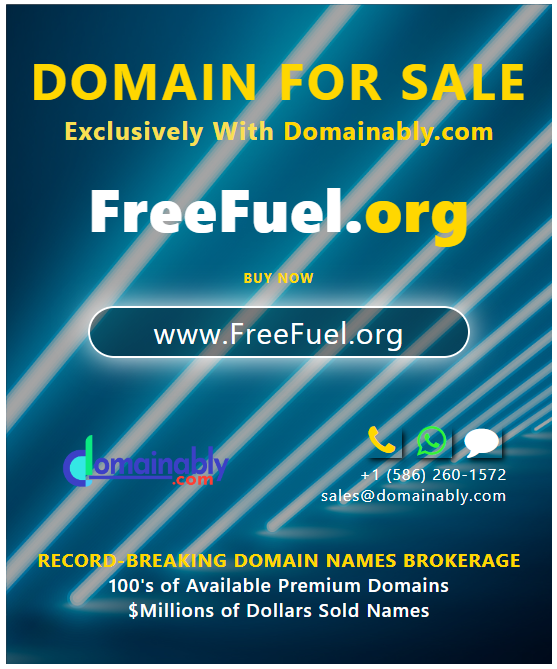 DOMAIN FOR SALE
Exclusively With Domainably.com
FreeFuel.org
BUY NOW
www.FreeFuel.org
domainably
.com
+1 (586) 260-1572
sales@domainably.com
RECORD-BREAKING DOMAIN NAMES BROKERAGE
100's of Available Premium Domains
$Millions of Dollars Sold Names